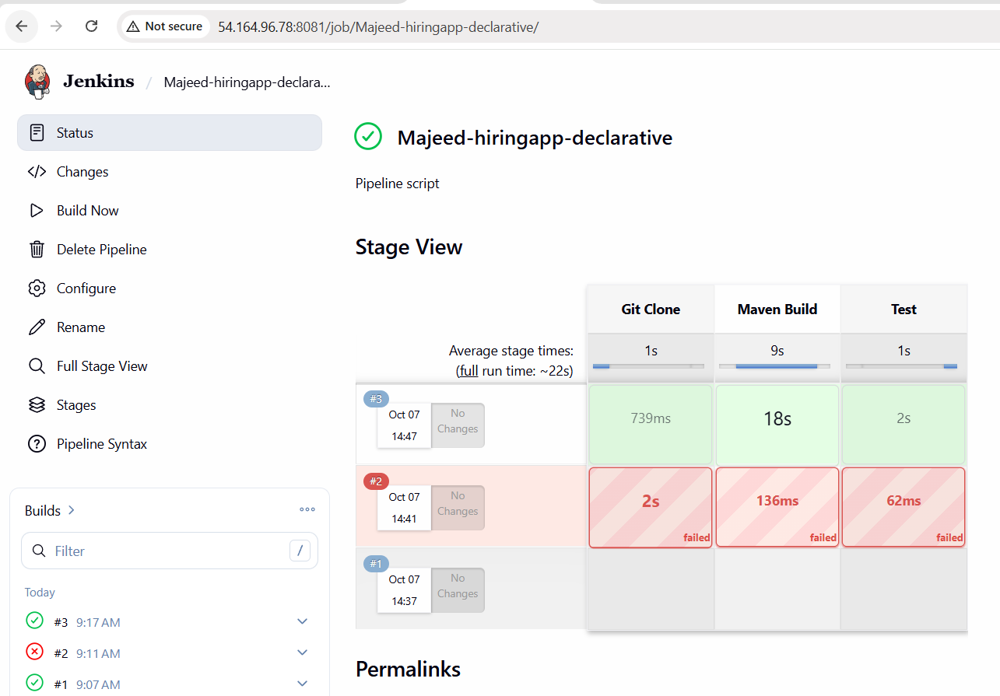 Not secure
54.164.96.78:8081/job/Majeed-hiringapp-declarative/
Jenkins / Majeed-hiringapp-declara...
Status
Changes
Build Now
Delete Pipeline
Configure
Rename
Full Stage View
Stages
Pipeline Syntax
Builds
Filter /
Today
#3 9:17 AM
#2 9:11 AM
#1 9:07 AM
Majeed-hiringapp-declarative
Pipeline script
Stage View
Git Clone Maven Build Test
Average stage times: 1s 9s 1s
(full run time: ~22s)
#3
Oct 07
14:47
No
Changes
739ms 18s 2s
#2
Oct 07
14:41
No
Changes
2s 136ms 62ms
failed failed failed
#1
Oct 07
14:37
No
Changes
Permalinks